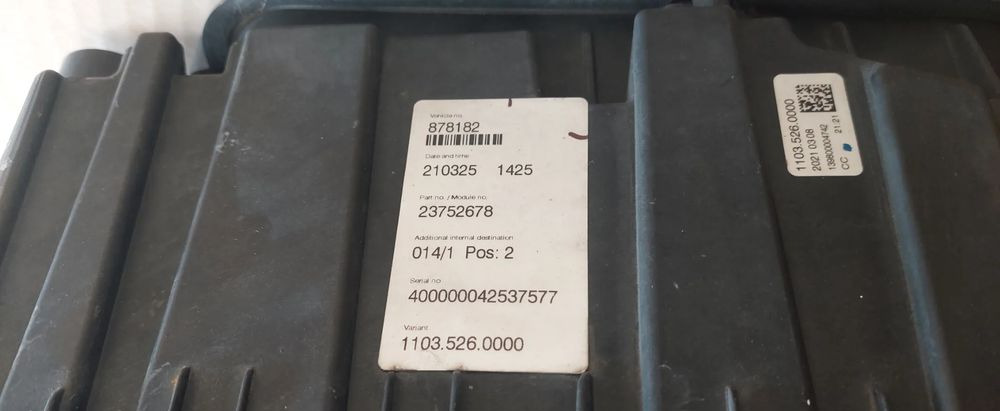 Vehicle no.
878182
Date and time
210325 1425
Part no. / Module no.
23752678
Additional internal destination
014/1 Pos: 2
Serial no
400000042537577
Variant
1103.526.0000
1103.526.0000
2021 03 08
13980004742
CC 21 21